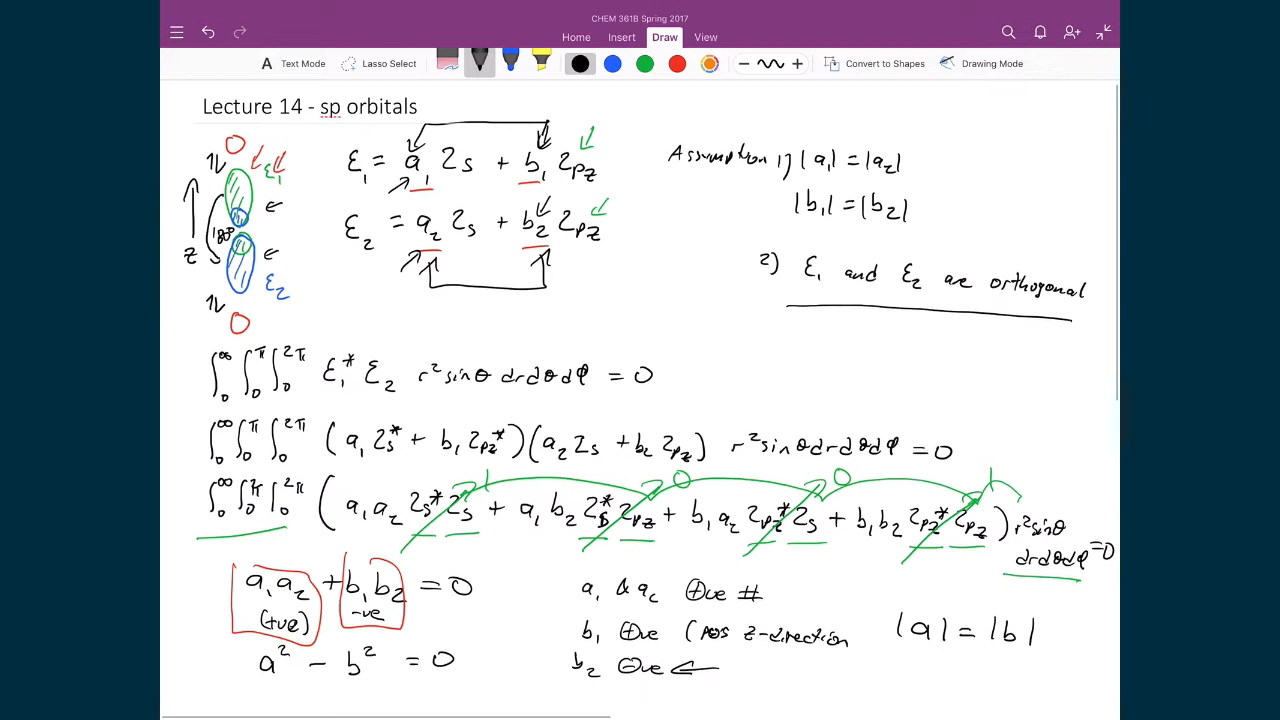 CHEM 361B Spring 2017
Home Insert Draw View
A Text Mode Lasso Select Convert to Shapes Drawing Mode
Lecture 14 - sp orbitals
O
ε₁
180°
z
ε₂
O
ε₁ = a₁ 2s + b₁ 2pz
ε₂ = a₂ 2s + b₂ 2pz
Assumption 1) |a₁| = |a₂|
|b₁| = |b₂|
2) ε₁ and ε₂ are orthogonal
∫₀^∞ ∫₀^π ∫₀^2π ε₁* ε₂ r² sinθ dr dθ dφ = 0
∫₀^∞ ∫₀^π ∫₀^2π (a₁ 2s* + b₁ 2pz*)(a₂ 2s + b₂ 2pz) r² sinθ dr dθ dφ = 0
1 0 0 1
∫₀^∞ ∫₀^π ∫₀^2π (a₁a₂ 2s* 2s + a₁b₂ 2s* 2pz + b₁a₂ 2pz* 2s + b₁b₂ 2pz* 2pz) r² sinθ
dr dθ dφ = 0
a₁a₂ + b₁b₂ = 0
(+ve) -ve
a² - b² = 0
a₁ & a₂ ⊕ve #
b₁ ⊕ve (pos z-direction
b₂ ⊖ve ⇐
|a| = |b|